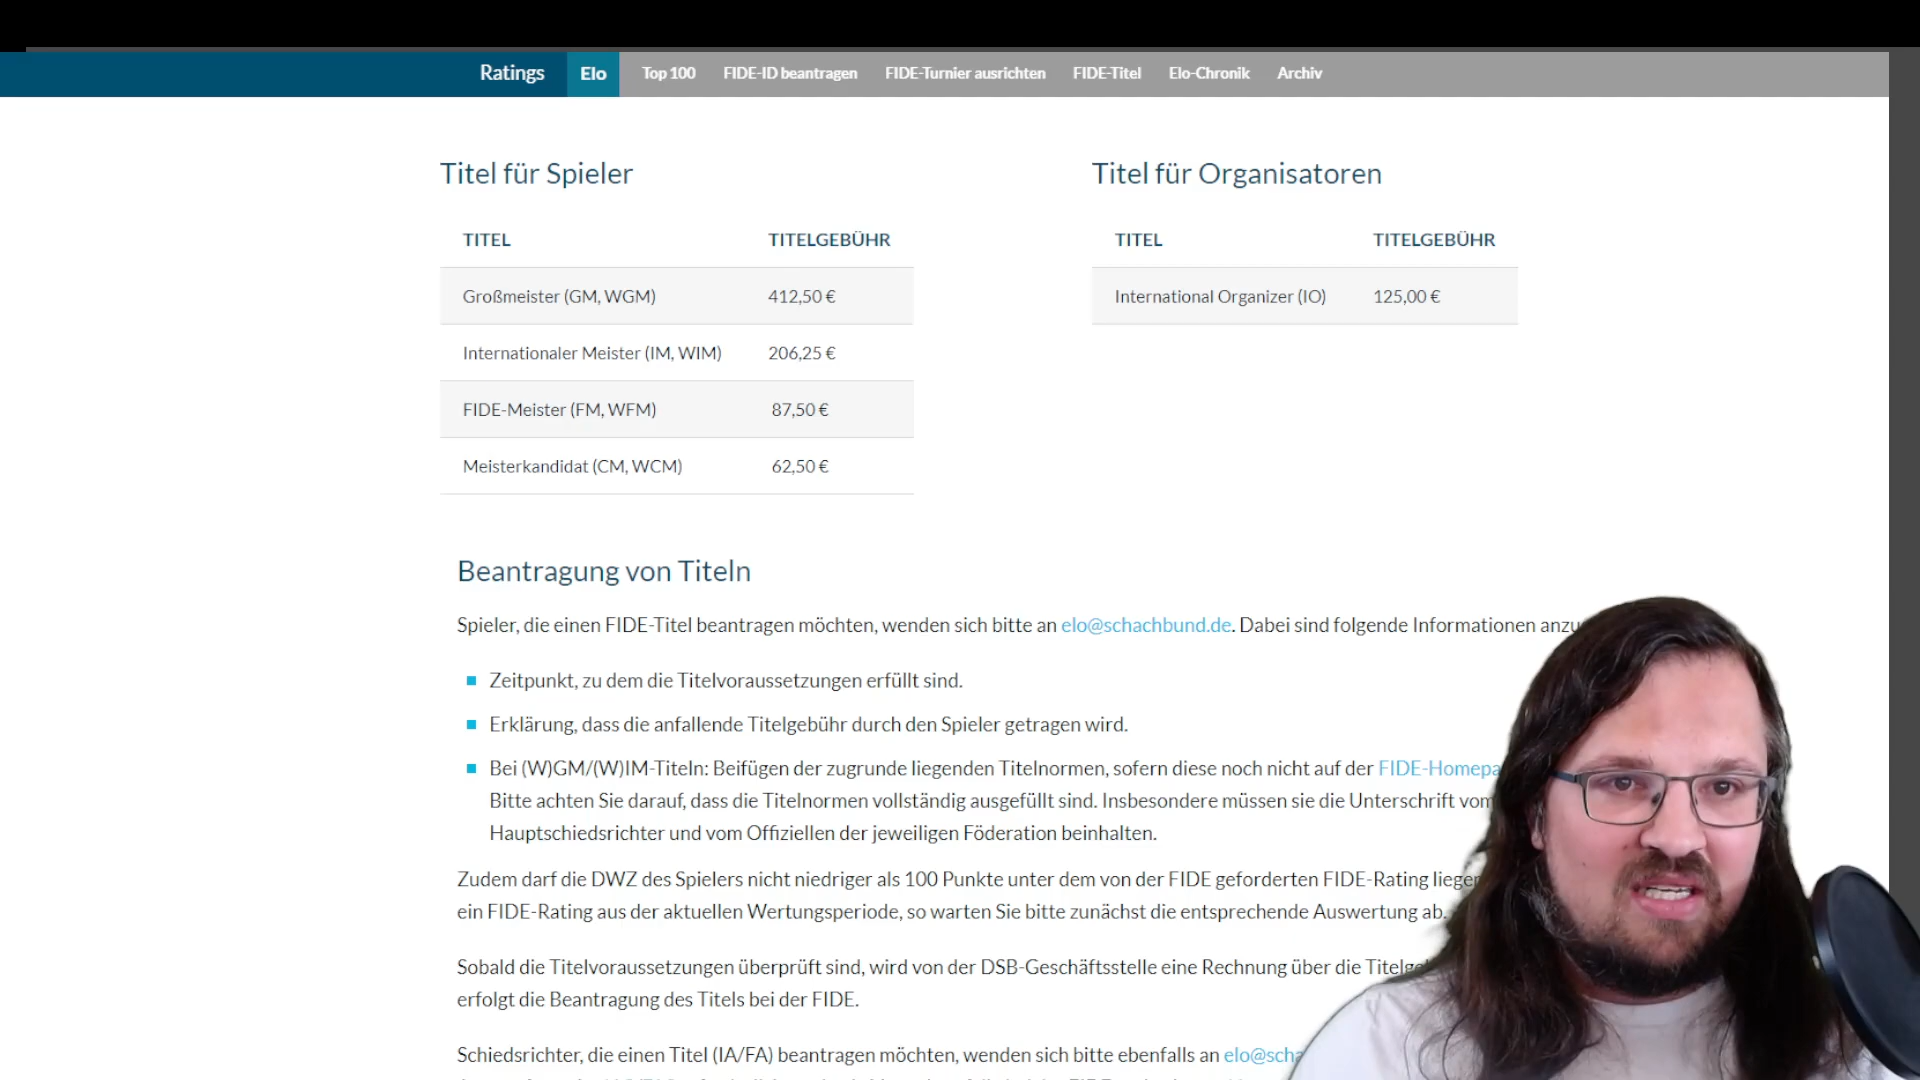 Ratings Elo Top 100 FIDE-ID beantragen FIDE-Turnier ausrichten FIDE-Titel Elo-Chronik Archiv
Titel für Spieler
TITEL TITELGEBÜHR
Großmeister (GM, WGM) 412,50 €
Internationaler Meister (IM, WIM) 206,25 €
FIDE-Meister (FM, WFM) 87,50 €
Meisterkandidat (CM, WCM) 62,50 €
Titel für Organisatoren
TITEL TITELGEBÜHR
International Organizer (IO) 125,00 €
Beantragung von Titeln
Spieler, die einen FIDE-Titel beantragen möchten, wenden sich bitte an elo@schachbund.de. Dabei sind folgende Informationen anzu
Zeitpunkt, zu dem die Titelvoraussetzungen erfüllt sind.
Erklärung, dass die anfallende Titelgebühr durch den Spieler getragen wird.
Bei (W)GM/(W)IM-Titeln: Beifügen der zugrunde liegenden Titelnormen, sofern diese noch nicht auf der FIDE-Homepa
Bitte achten Sie darauf, dass die Titelnormen vollständig ausgefüllt sind. Insbesondere müssen sie die Unterschrift vom
Hauptschiedsrichter und vom Offiziellen der jeweiligen Föderation beinhalten.
Zudem darf die DWZ des Spielers nicht niedriger als 100 Punkte unter dem von der FIDE geforderten FIDE-Rating liegen
ein FIDE-Rating aus der aktuellen Wertungsperiode, so warten Sie bitte zunächst die entsprechende Auswertung ab.
Sobald die Titelvoraussetzungen überprüft sind, wird von der DSB-Geschäftsstelle eine Rechnung über die Titelge
erfolgt die Beantragung des Titels bei der FIDE.
Schiedsrichter, die einen Titel (IA/FA) beantragen möchten, wenden sich bitte ebenfalls an elo@scha